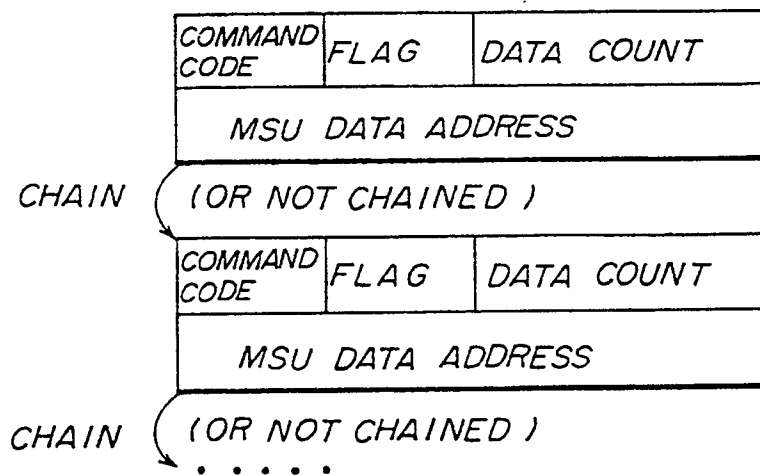 COMMAND CODE FLAG DATA COUNT
MSU DATA ADDRESS
CHAIN (OR NOT CHAINED)
COMMAND CODE FLAG DATA COUNT
MSU DATA ADDRESS
CHAIN (OR NOT CHAINED)
.....